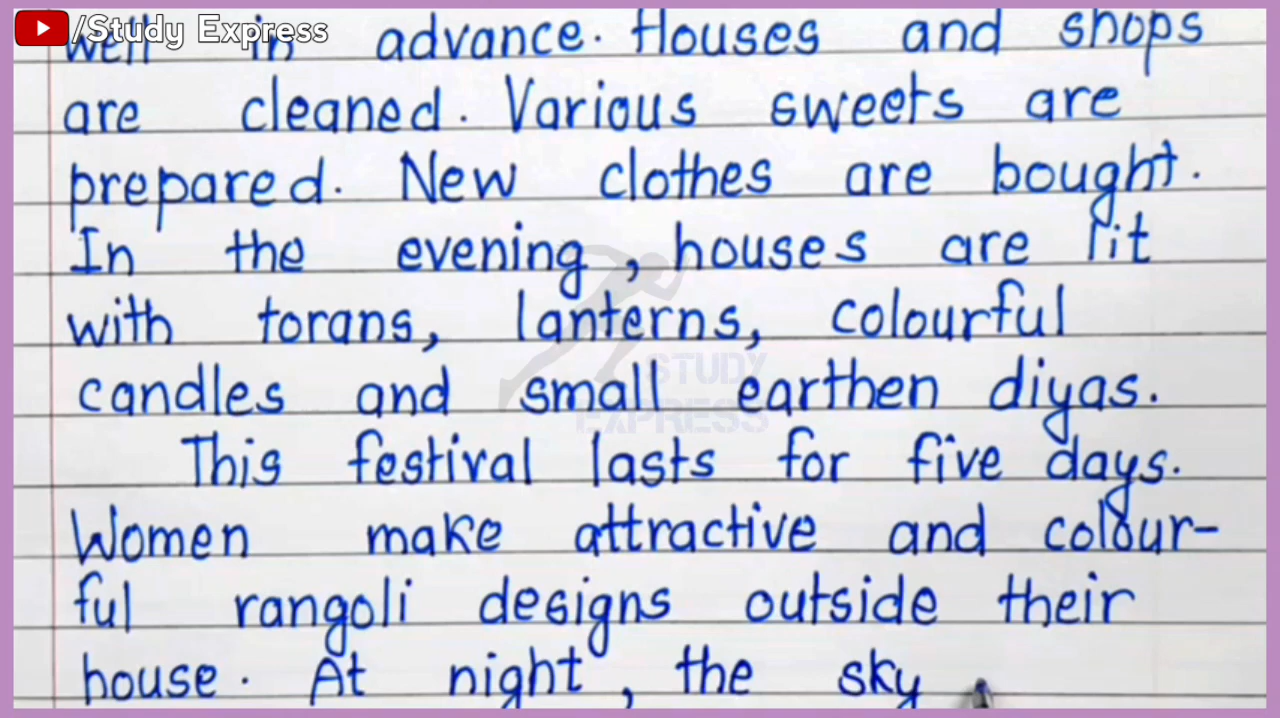 /Study Express
well in advance. Houses and shops
are cleaned. Various sweets are
prepared. New clothes are bought.
In the evening, houses are lit
with torans, lanterns, colourful
candles and small earthen diyas.
This festival lasts for five days.
Women make attractive and colour-
ful rangoli designs outside their
house. At night, the sky
STUDY
EXPRESS